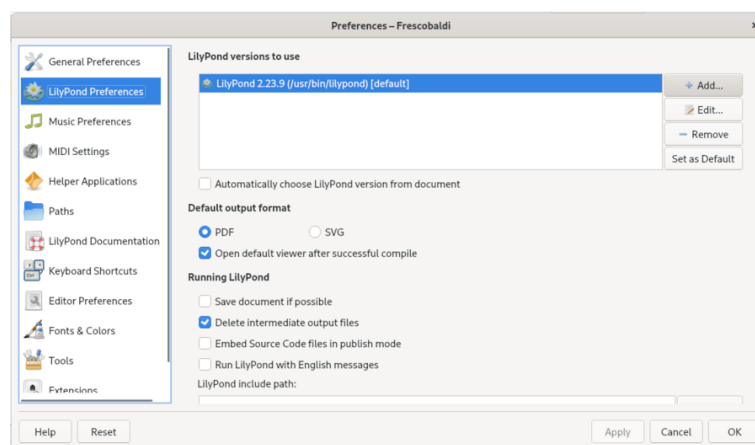 Preferences – Frescobaldi
General Preferences
LilyPond Preferences
Music Preferences
MIDI Settings
Helper Applications
Paths
LilyPond Documentation
Keyboard Shortcuts
Editor Preferences
Fonts & Colors
Tools
Extensions
LilyPond versions to use
LilyPond 2.23.9 (/usr/bin/lilypond) [default]
Add...
Edit...
Remove
Set as Default
Automatically choose LilyPond version from document
Default output format
PDF
SVG
Open default viewer after successful compile
Running LilyPond
Save document if possible
Delete intermediate output files
Embed Source Code files in publish mode
Run LilyPond with English messages
LilyPond include path:
Help
Reset
Apply
Cancel
OK